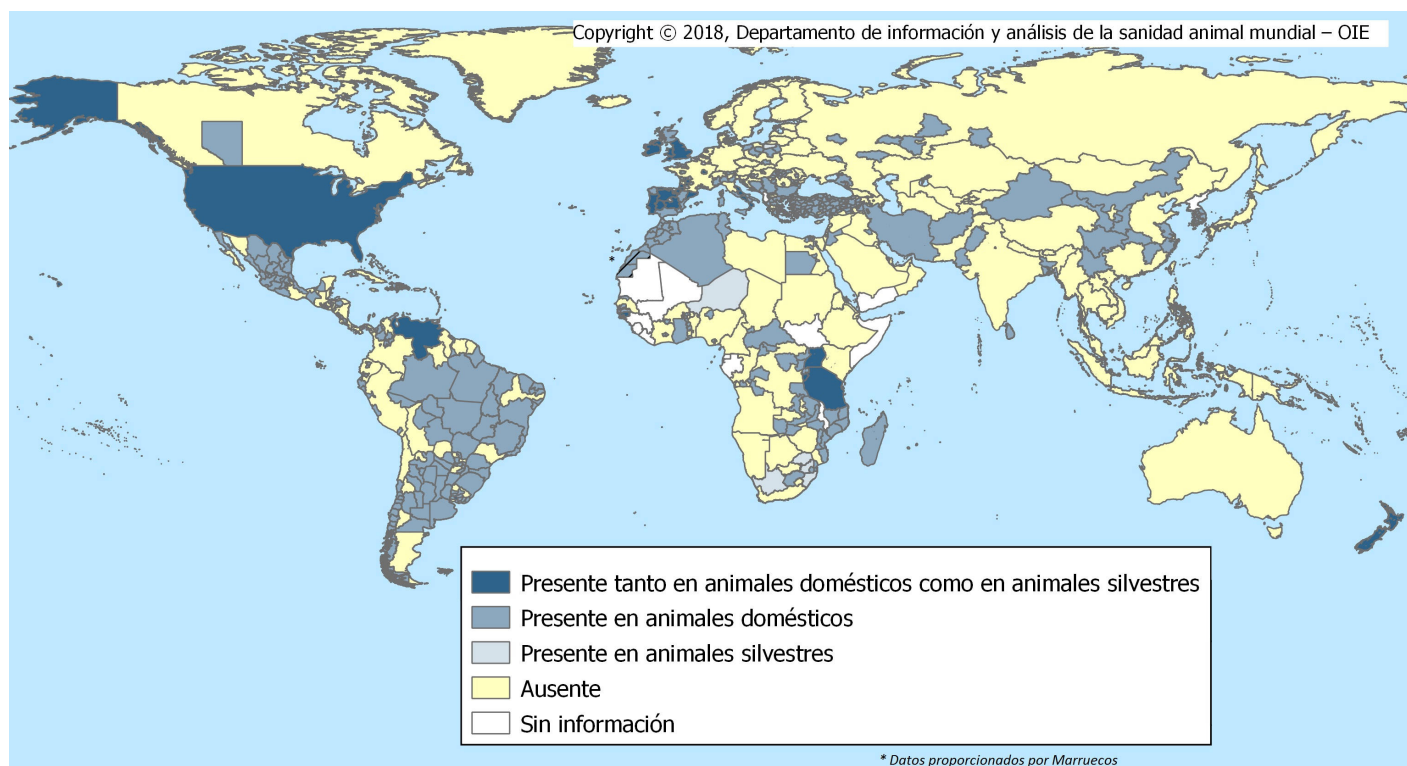 Copyright © 2018, Departamento de información y análisis de la sanidad animal mundial – OIE
*
Presente tanto en animales domésticos como en animales silvestres
Presente en animales domésticos
Presente en animales silvestres
Ausente
Sin información
* Datos proporcionados por Marruecos